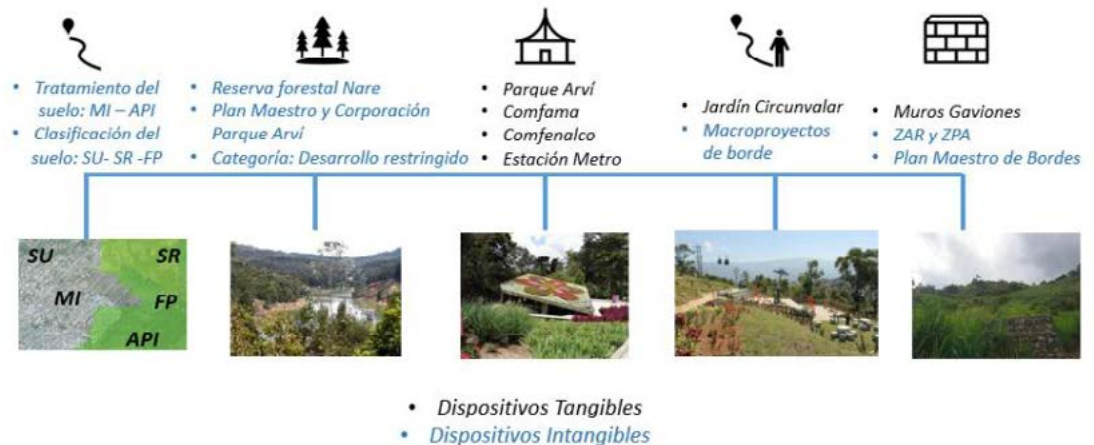 • Tratamiento del
suelo: MI – API
• Clasificación del
suelo: SU- SR -FP
• Reserva forestal Nare
• Plan Maestro y Corporación
Parque Arví
• Categoría: Desarrollo restringido
• Parque Arví
• Comfama
• Comfenalco
• Estación Metro
• Jardín Circunvalar
• Macroproyectos
de borde
• Muros Gaviones
• ZAR y ZPA
• Plan Maestro de Bordes
SU SR
MI FP
API
• Dispositivos Tangibles
• Dispositivos Intangibles